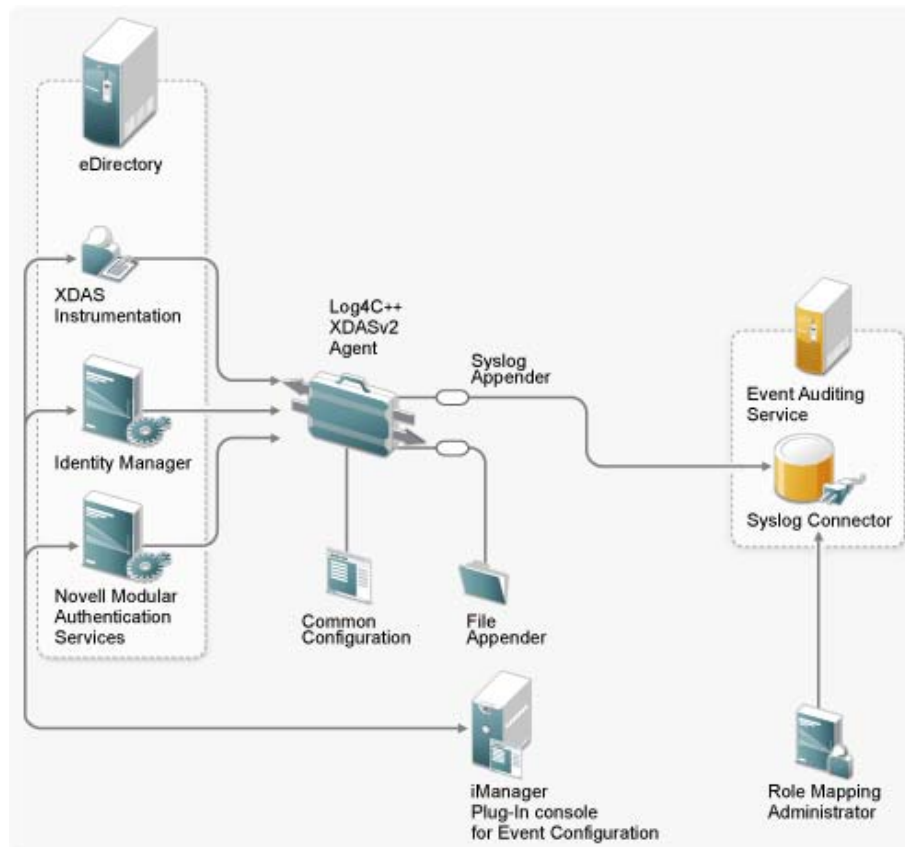 eDirectory
XDAS
Instrumentation
Identity Manager
Novell Modular
Authentication
Services
Log4C++
XDASv2
Agent
Syslog
Appender
Common
Configuration
File
Appender
Event Auditing
Service
Syslog Connector
iManager
Plug-In console
for Event Configuration
Role Mapping
Administrator